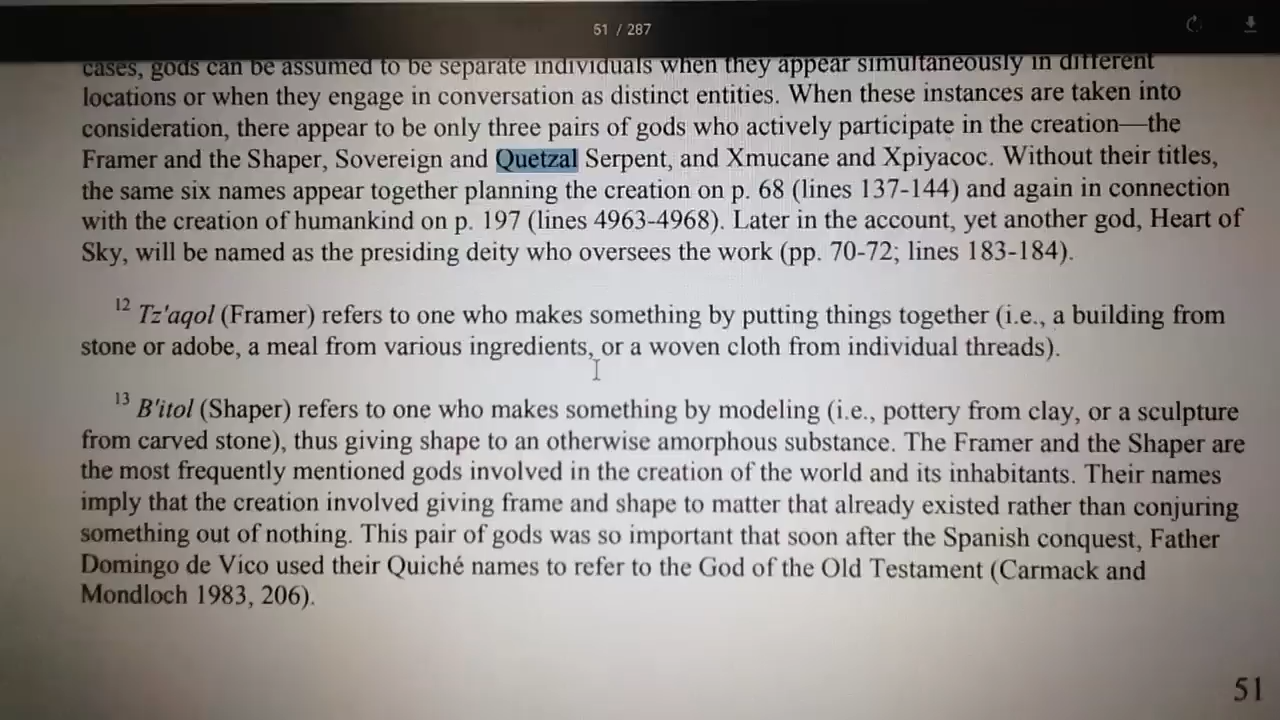 51 / 287
cases, gods can be assumed to be separate individuals when they appear simultaneously in different
locations or when they engage in conversation as distinct entities. When these instances are taken into
consideration, there appear to be only three pairs of gods who actively participate in the creation—the
Framer and the Shaper, Sovereign and Quetzal Serpent, and Xmucane and Xpiyacoc. Without their titles,
the same six names appear together planning the creation on p. 68 (lines 137-144) and again in connection
with the creation of humankind on p. 197 (lines 4963-4968). Later in the account, yet another god, Heart of
Sky, will be named as the presiding deity who oversees the work (pp. 70-72; lines 183-184).
12 Tz'aqol (Framer) refers to one who makes something by putting things together (i.e., a building from
stone or adobe, a meal from various ingredients, or a woven cloth from individual threads).
13 B'itol (Shaper) refers to one who makes something by modeling (i.e., pottery from clay, or a sculpture
from carved stone), thus giving shape to an otherwise amorphous substance. The Framer and the Shaper are
the most frequently mentioned gods involved in the creation of the world and its inhabitants. Their names
imply that the creation involved giving frame and shape to matter that already existed rather than conjuring
something out of nothing. This pair of gods was so important that soon after the Spanish conquest, Father
Domingo de Vico used their Quiché names to refer to the God of the Old Testament (Carmack and
Mondloch 1983, 206).
51